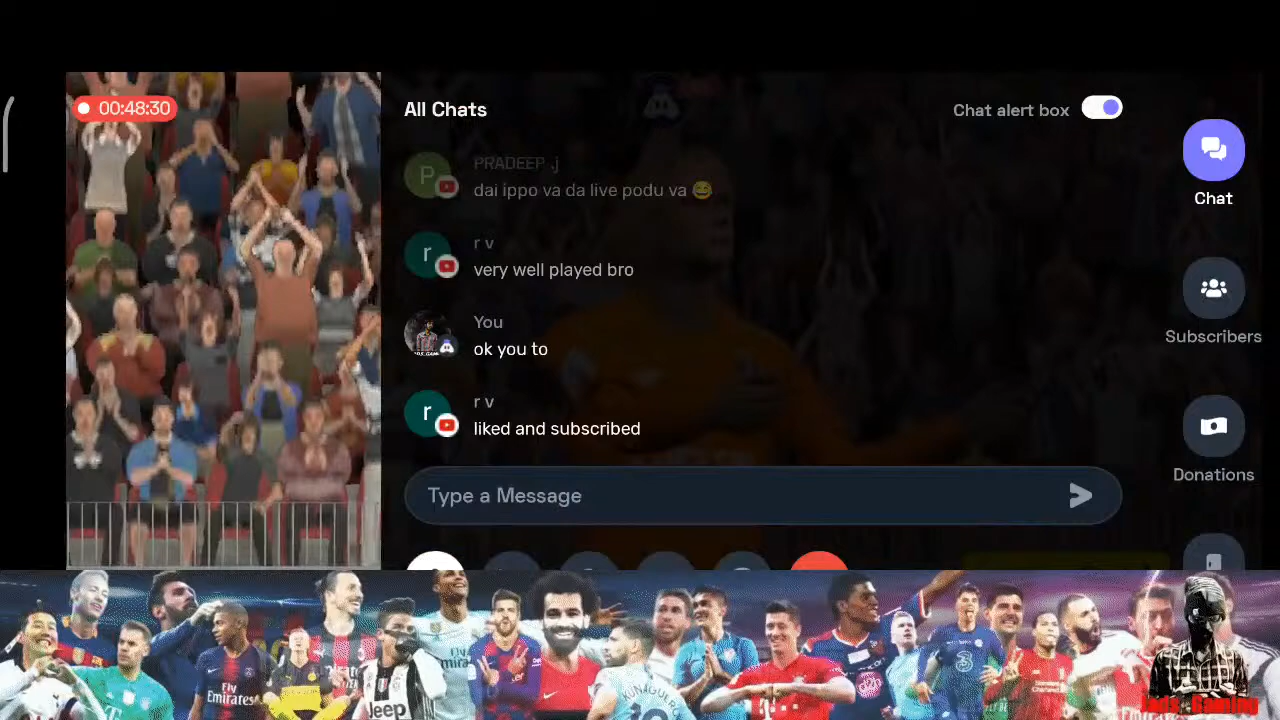 00:48:30
All Chats
Chat alert box
PRADEEP .j
dai ippo va da live podu va 😅
r v
very well played bro
You
ok you to
r v
liked and subscribed
Type a Message
Chat
Subscribers
Donations
Fly
Emirates
Jeep